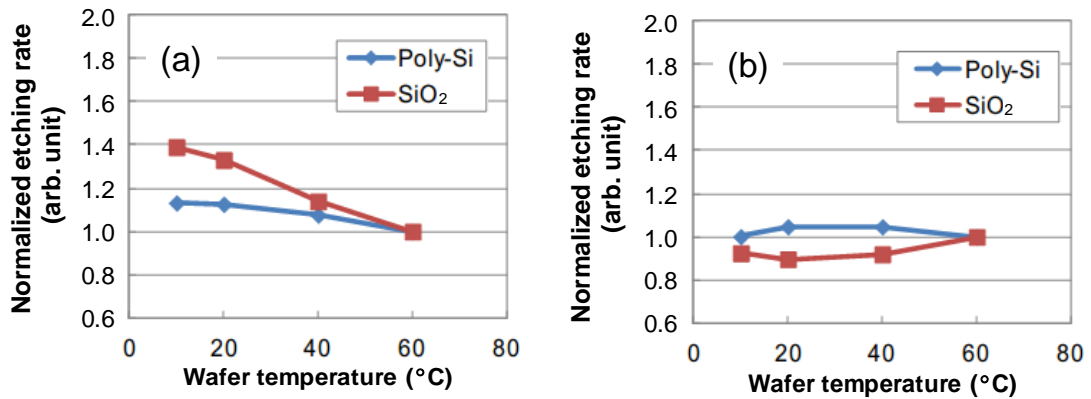 (a)
Poly-Si
SiO₂
Normalized etching rate
(arb. unit)
2.0
1.8
1.6
1.4
1.2
1.0
0.8
0.6
0
20
40
60
80
Wafer temperature (°C)
(b)
Poly-Si
SiO₂
Normalized etching rate
(arb. unit)
2.0
1.8
1.6
1.4
1.2
1.0
0.8
0.6
0
20
40
60
80
Wafer temperature (°C)